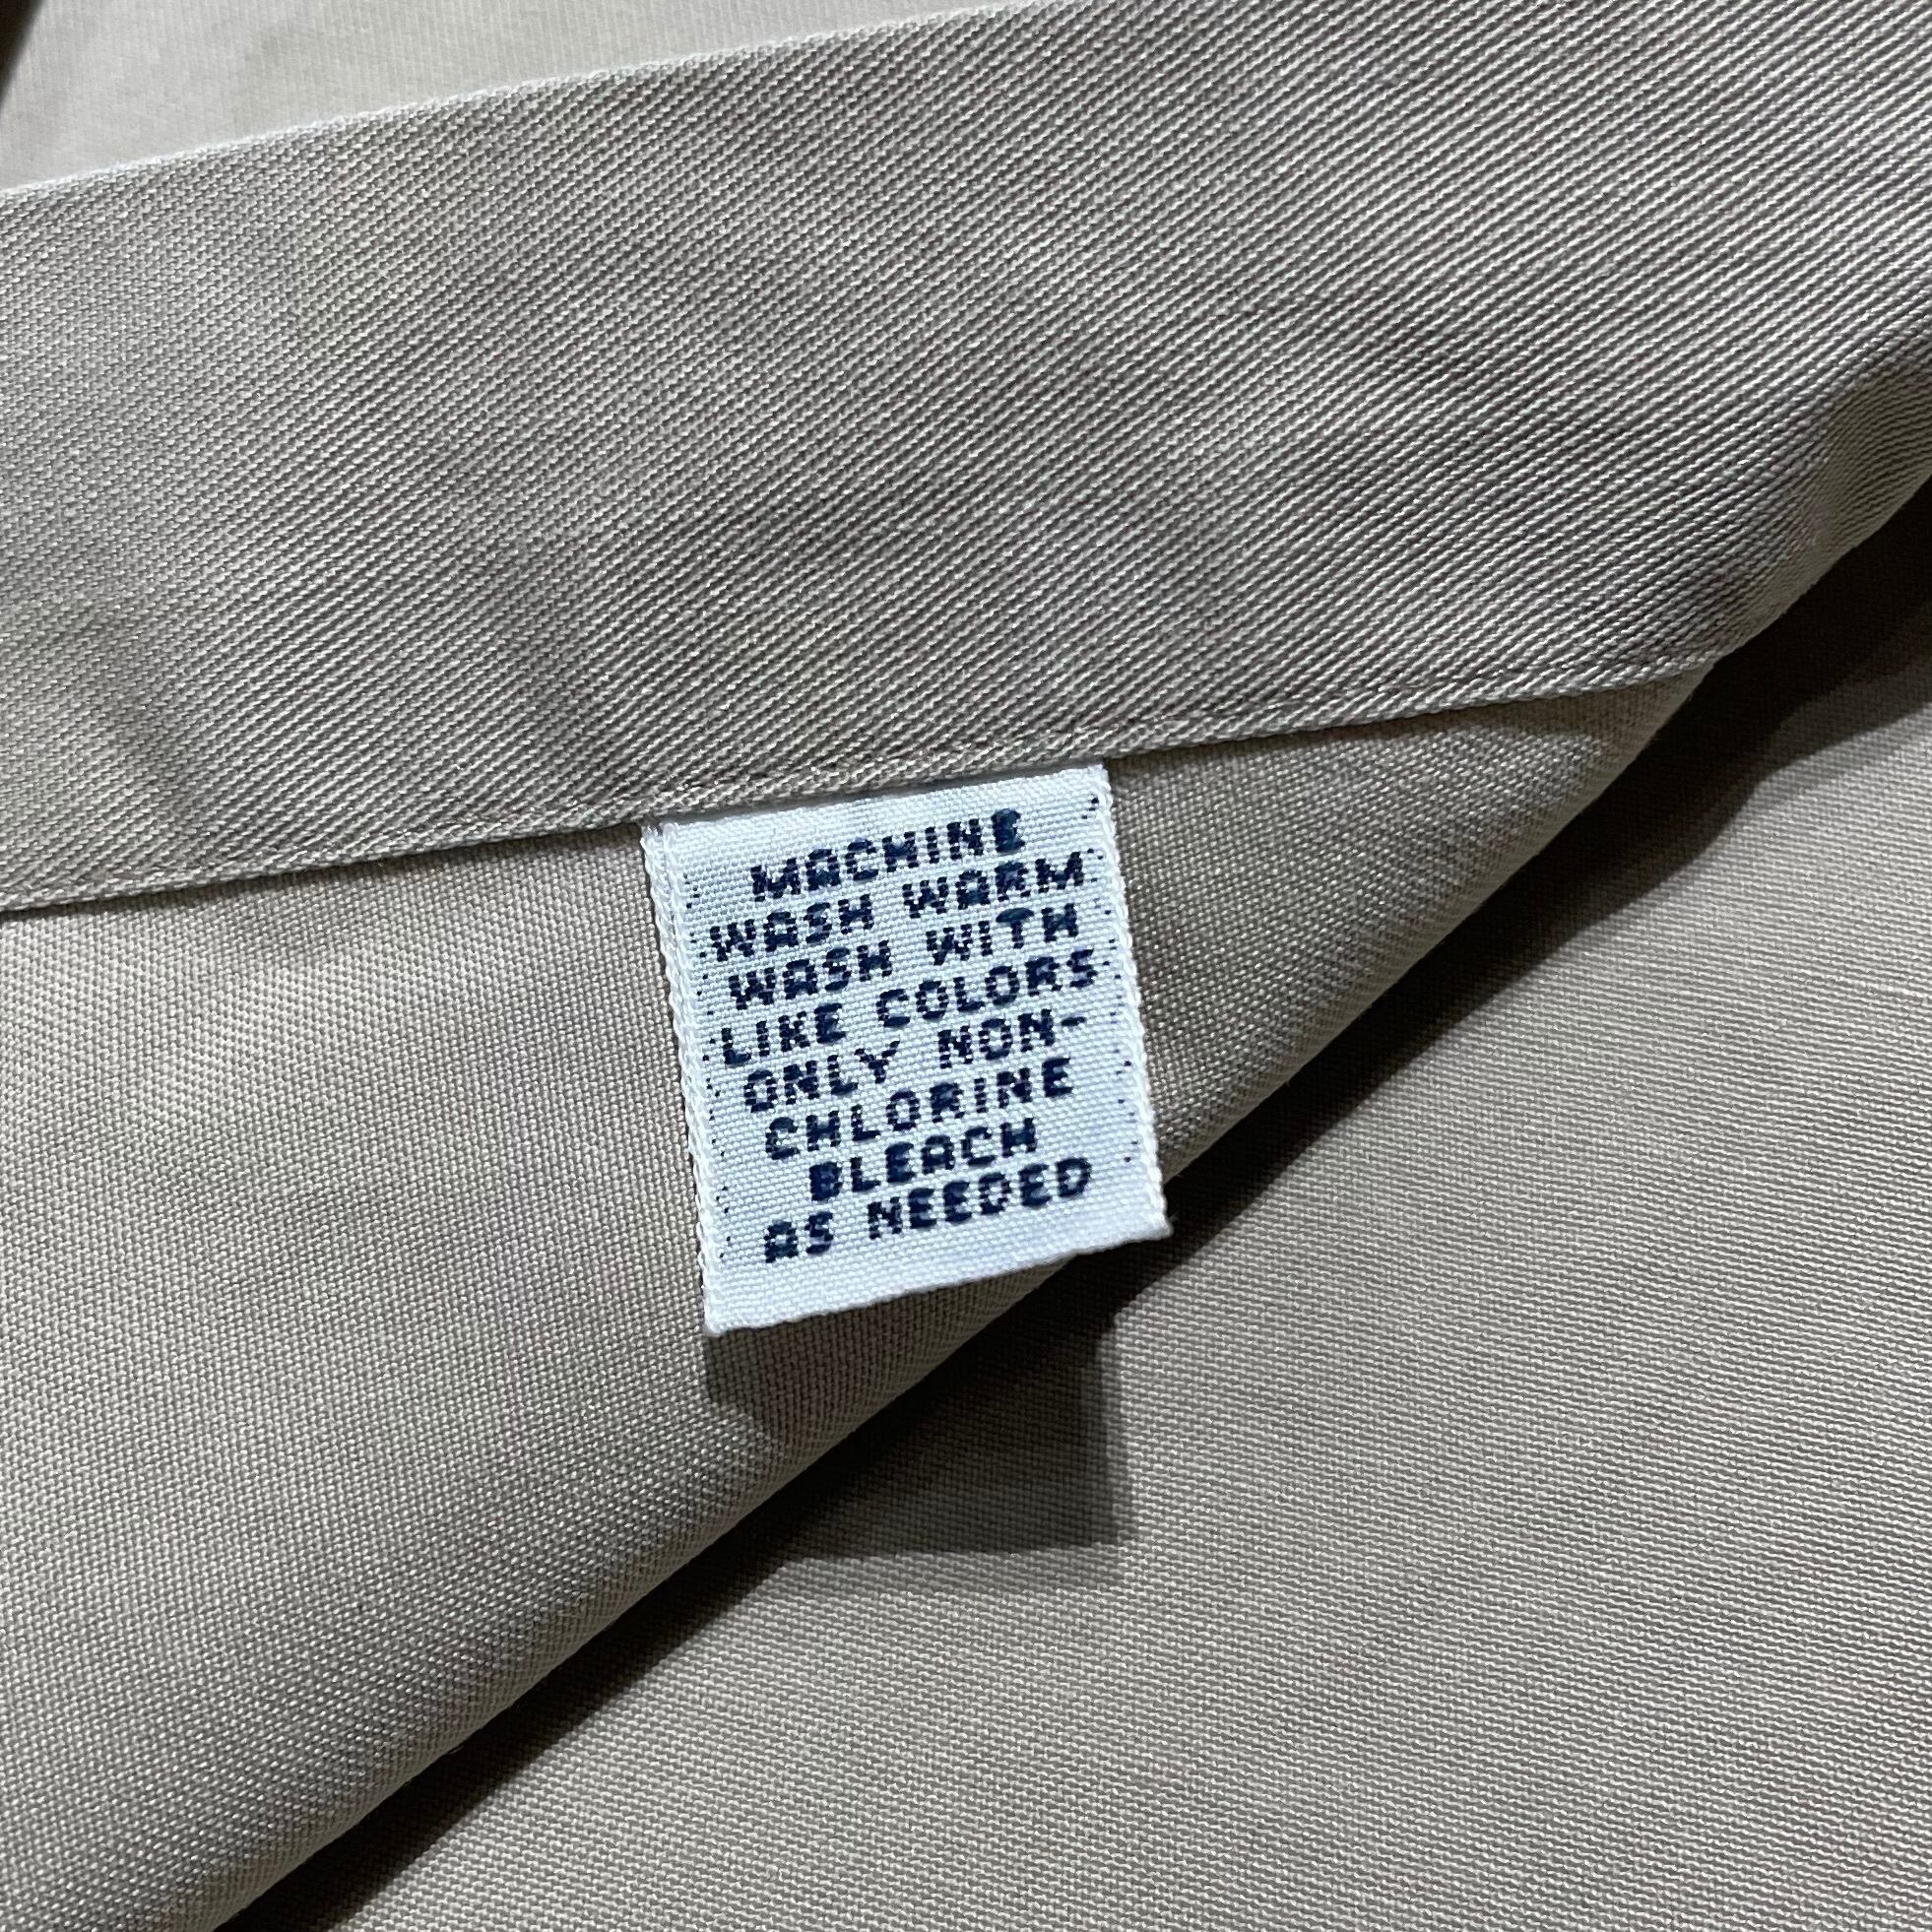 MACHINE
WASH WARM
WASH WITH
LIKE COLORS
ONLY NON-
CHLORINE
BLEACH
AS NEEDED